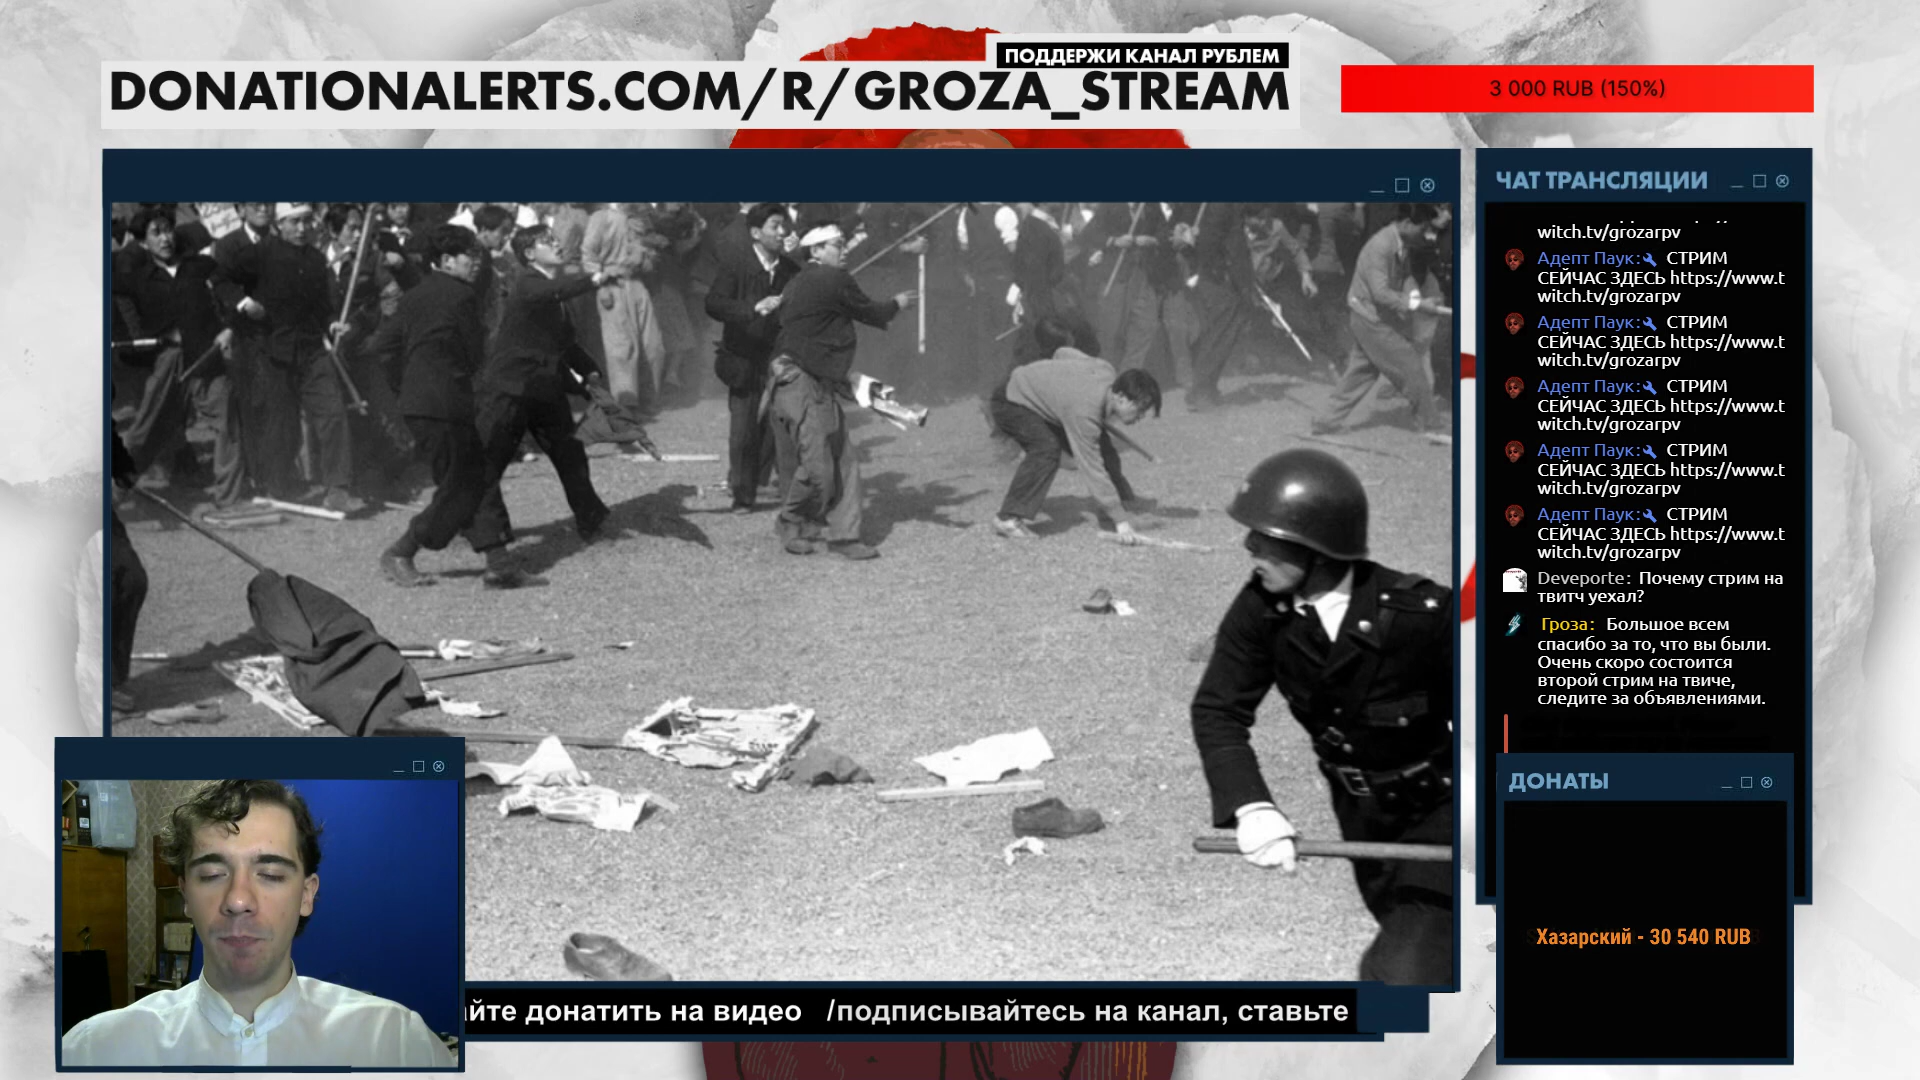 ПОДДЕРЖИ КАНАЛ РУБЛЕМ
DONATIONALERTS.COM/R/GROZA_STREAM
3 000 RUB (150%)
ЧАТ ТРАНСЛЯЦИИ
witch.tv/grozarpv
Адепт Паук: СТРИМ
СЕЙЧАС ЗДЕСЬ https://www.t
witch.tv/grozarpv
Адепт Паук: СТРИМ
СЕЙЧАС ЗДЕСЬ https://www.t
witch.tv/grozarpv
Адепт Паук: СТРИМ
СЕЙЧАС ЗДЕСЬ https://www.t
witch.tv/grozarpv
Адепт Паук: СТРИМ
СЕЙЧАС ЗДЕСЬ https://www.t
witch.tv/grozarpv
Адепт Паук: СТРИМ
СЕЙЧАС ЗДЕСЬ https://www.t
witch.tv/grozarpv
Deveporte: Почему стрим на
твитч уехал?
Гроза: Большое всем
спасибо за то, что вы были.
Очень скоро состоится
второй стрим на твиче,
следите за объявлениями.
ДОНАТЫ
Хазарский - 30 540 RUB
йте донатить на видео /подписывайтесь на канал, ставьте